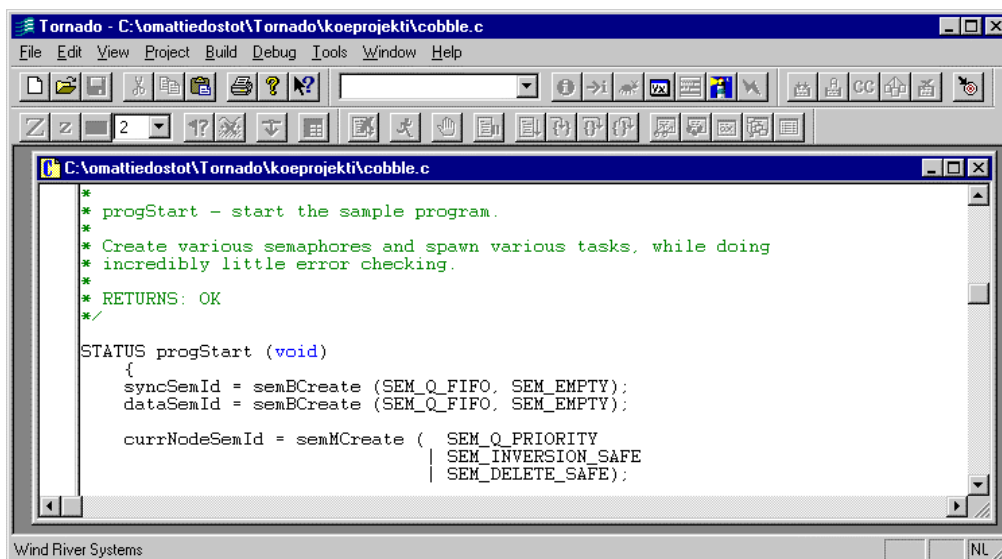 Tornado - C:\omattiedostot\Tornado\koeprojekti\cobble.c
File Edit View Project Build Debug Tools Window Help
CC
Z z 2
C:\omattiedostot\Tornado\koeprojekti\cobble.c
*
* progStart - start the sample program.
*
* Create various semaphores and spawn various tasks, while doing
* incredibly little error checking.
*
* RETURNS: OK
*/
STATUS progStart (void)
{
syncSemId = semBCreate (SEM_Q_FIFO, SEM_EMPTY);
dataSemId = semBCreate (SEM_Q_FIFO, SEM_EMPTY);
currNodeSemId = semMCreate ( SEM_Q_PRIORITY
| SEM_INVERSION_SAFE
| SEM_DELETE_SAFE);
Wind River Systems